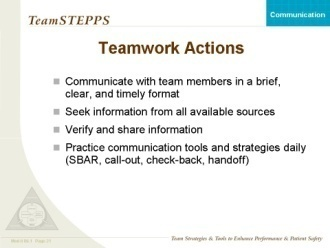 Communication
TeamSTEPPS
Teamwork Actions
Communicate with team members in a brief,
clear, and timely format
Seek information from all available sources
Verify and share information
Practice communication tools and strategies daily
(SBAR, call-out, check-back, handoff)
Team Strategies & Tools to Enhance Performance & Patient Safety